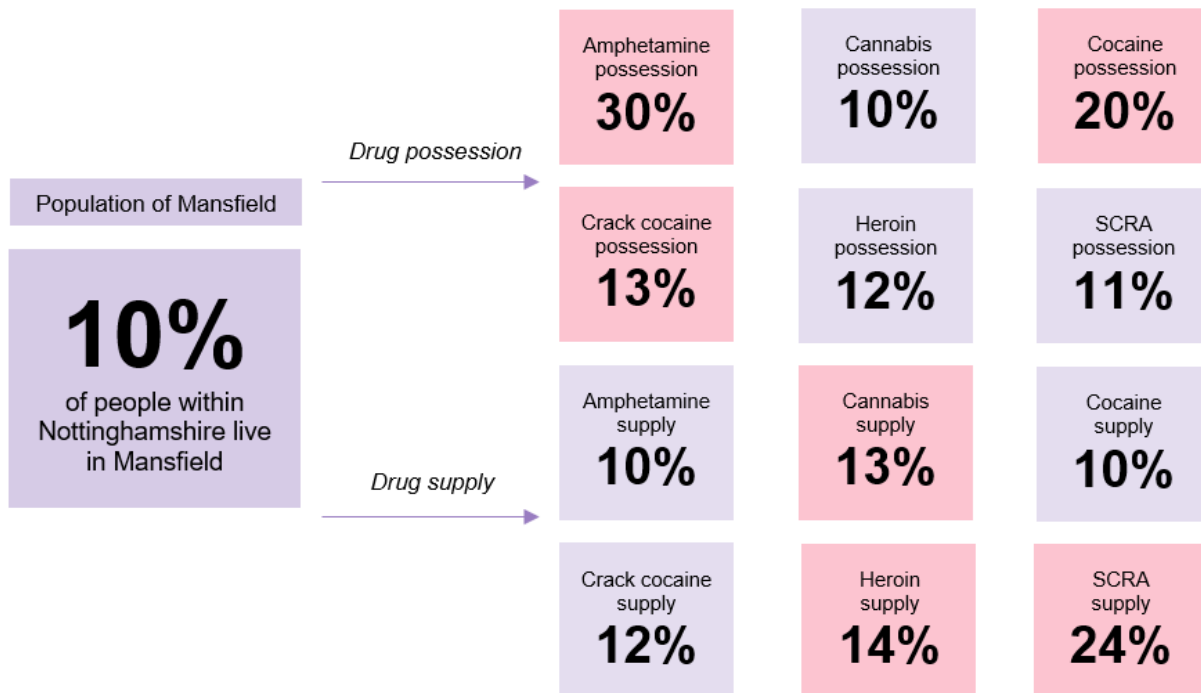 Population of Mansfield
10%
of people within
Nottinghamshire live
in Mansfield
Drug possession
Amphetamine
possession
30%
Cannabis
possession
10%
Cocaine
possession
20%
Crack cocaine
possession
13%
Heroin
possession
12%
SCRA
possession
11%
Drug supply
Amphetamine
supply
10%
Cannabis
supply
13%
Cocaine
supply
10%
Crack cocaine
supply
12%
Heroin
supply
14%
SCRA
supply
24%